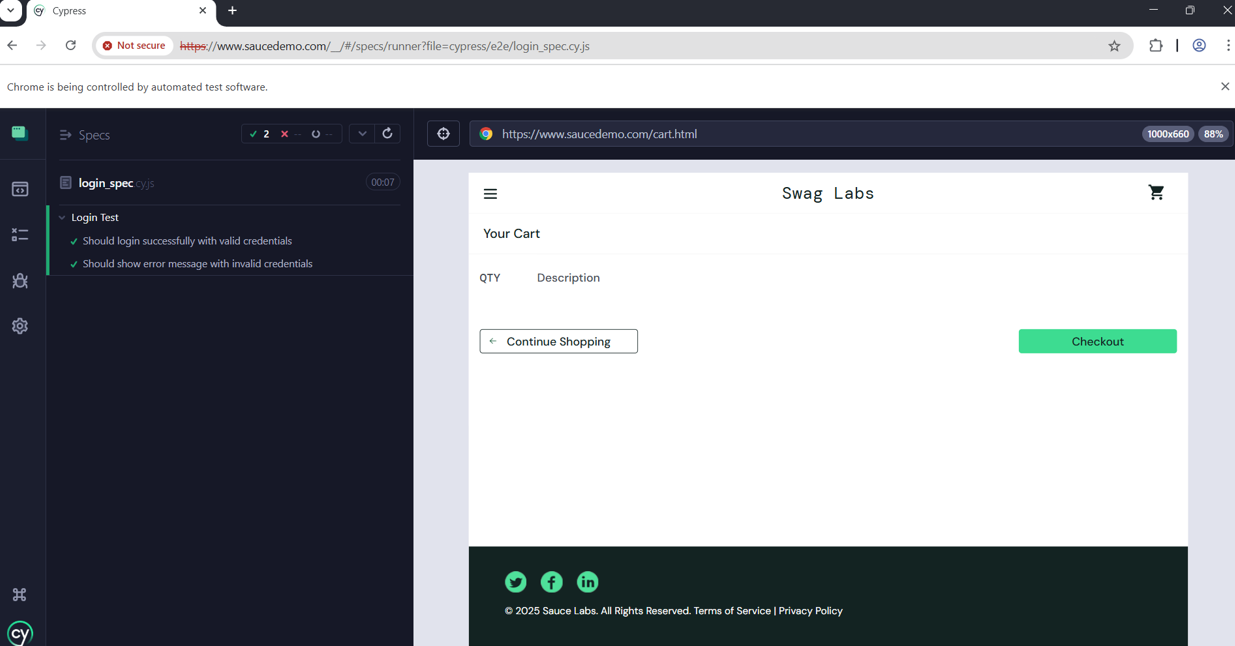 Cypress
Not secure
https://www.saucedemo.com/__/#/specs/runner?file=cypress/e2e/login_spec.cy.js
Chrome is being controlled by automated test software.
Specs
2 -- --
https://www.saucedemo.com/cart.html
1000x660
88%
login_spec.cy.js
00:07
Login Test
Should login successfully with valid credentials
Should show error message with invalid credentials
Swag Labs
Your Cart
QTY Description
Continue Shopping
Checkout
© 2025 Sauce Labs. All Rights Reserved. Terms of Service | Privacy Policy
cy